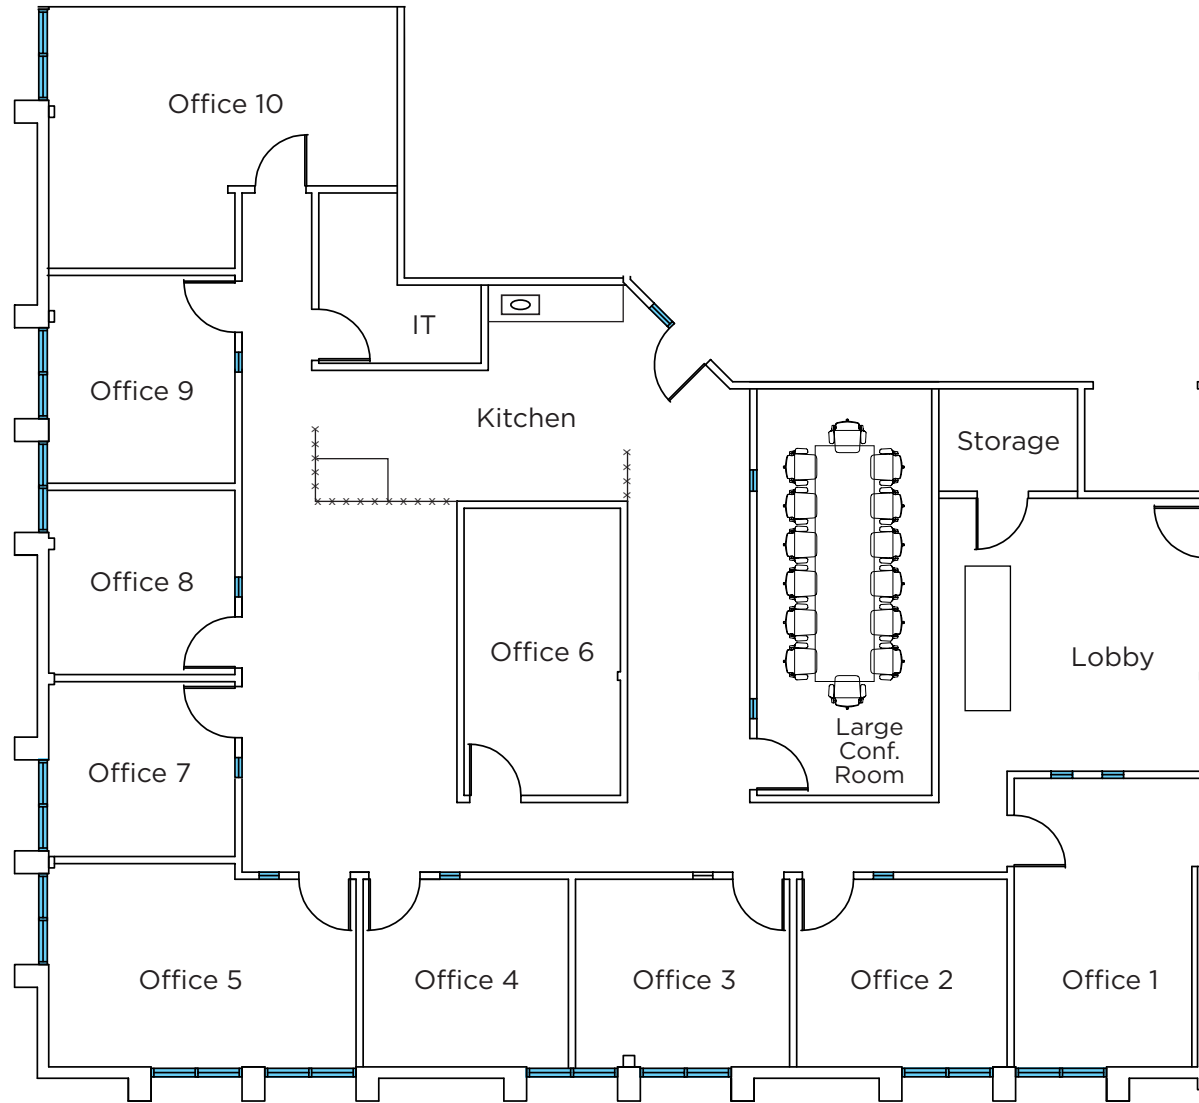 Office 10
IT
Office 9
Kitchen
Storage
Office 8
Office 6
Lobby
Large
Conf.
Room
Office 7
Office 5
Office 4
Office 3
Office 2
Office 1